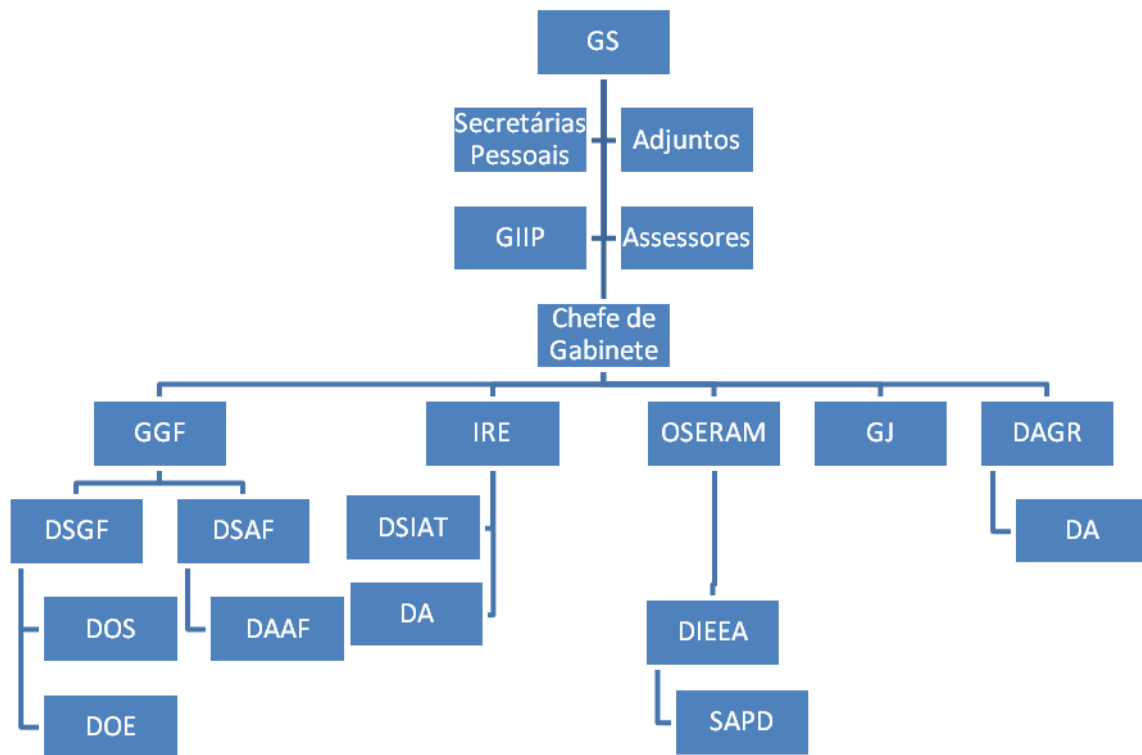 GS
Secretárias
Pessoais
Adjuntos
GIIP
Assessores
Chefe de
Gabinete
GGF
IRE
OSERAM
GJ
DAGR
DSGF
DSAF
DSIAT
DA
DOS
DAAF
DA
DIEEA
DOE
SAPD